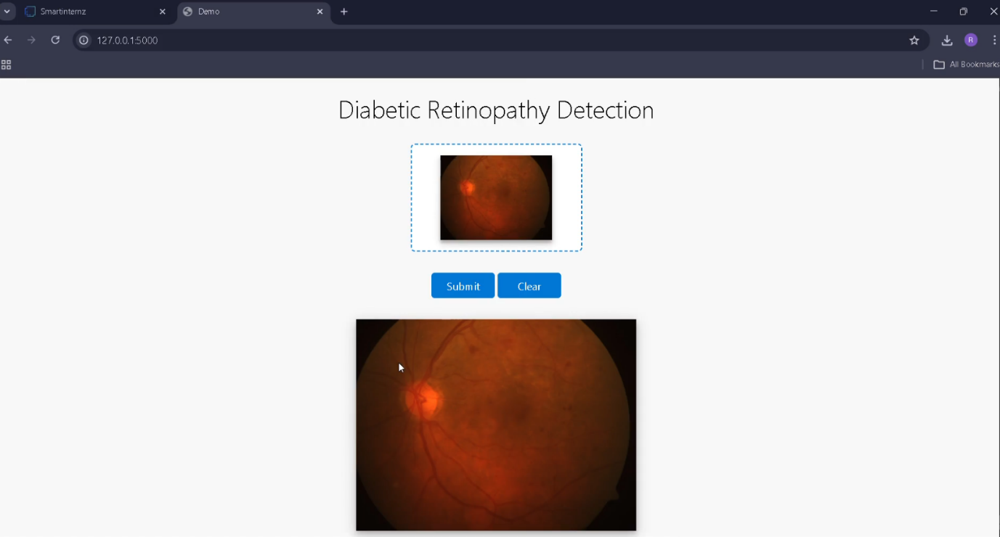 Smartinternz
Demo
127.0.0.1:5000
R
All Bookmarks
Diabetic Retinopathy Detection
Submit Clear